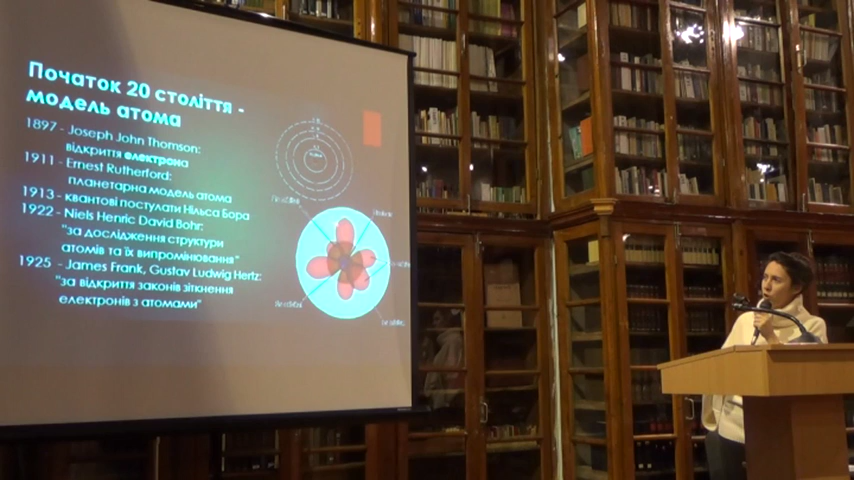 Початок 20 століття -
модель атома
1897 - Joseph John Thomson:
відкриття електрона
1911 - Ernest Rutherford:
планетарна модель атома
1913 - квантові постулати Нільса Бора
1922 - Niels Henric David Bohr:
"за дослідження структури
атомів та їх випромінювання"
1925 - James Frank, Gustav Ludwig Hertz:
"за відкриття законів зіткнення
електронів з атомами"